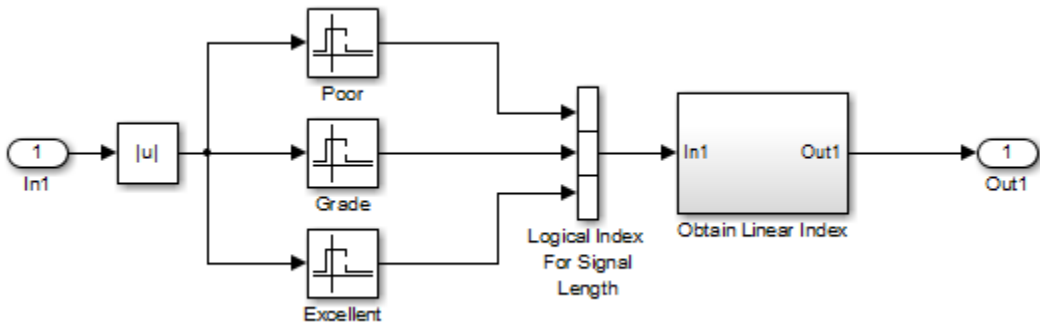 Poor
1
In1
|u|
Grade
Excellent
Logical Index
For Signal
Length
In1
Out1
Obtain Linear Index
1
Out1